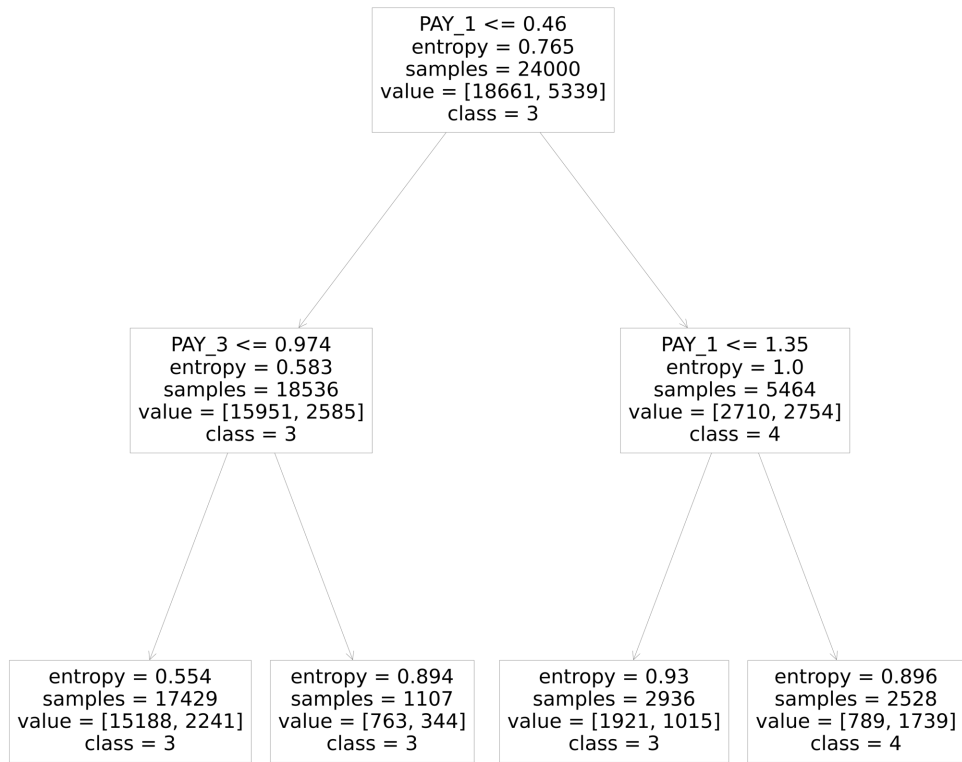 PAY_1 <= 0.46
entropy = 0.765
samples = 24000
value = [18661, 5339]
class = 3
PAY_3 <= 0.974
entropy = 0.583
samples = 18536
value = [15951, 2585]
class = 3
PAY_1 <= 1.35
entropy = 1.0
samples = 5464
value = [2710, 2754]
class = 4
entropy = 0.554
samples = 17429
value = [15188, 2241]
class = 3
entropy = 0.894
samples = 1107
value = [763, 344]
class = 3
entropy = 0.93
samples = 2936
value = [1921, 1015]
class = 3
entropy = 0.896
samples = 2528
value = [789, 1739]
class = 4